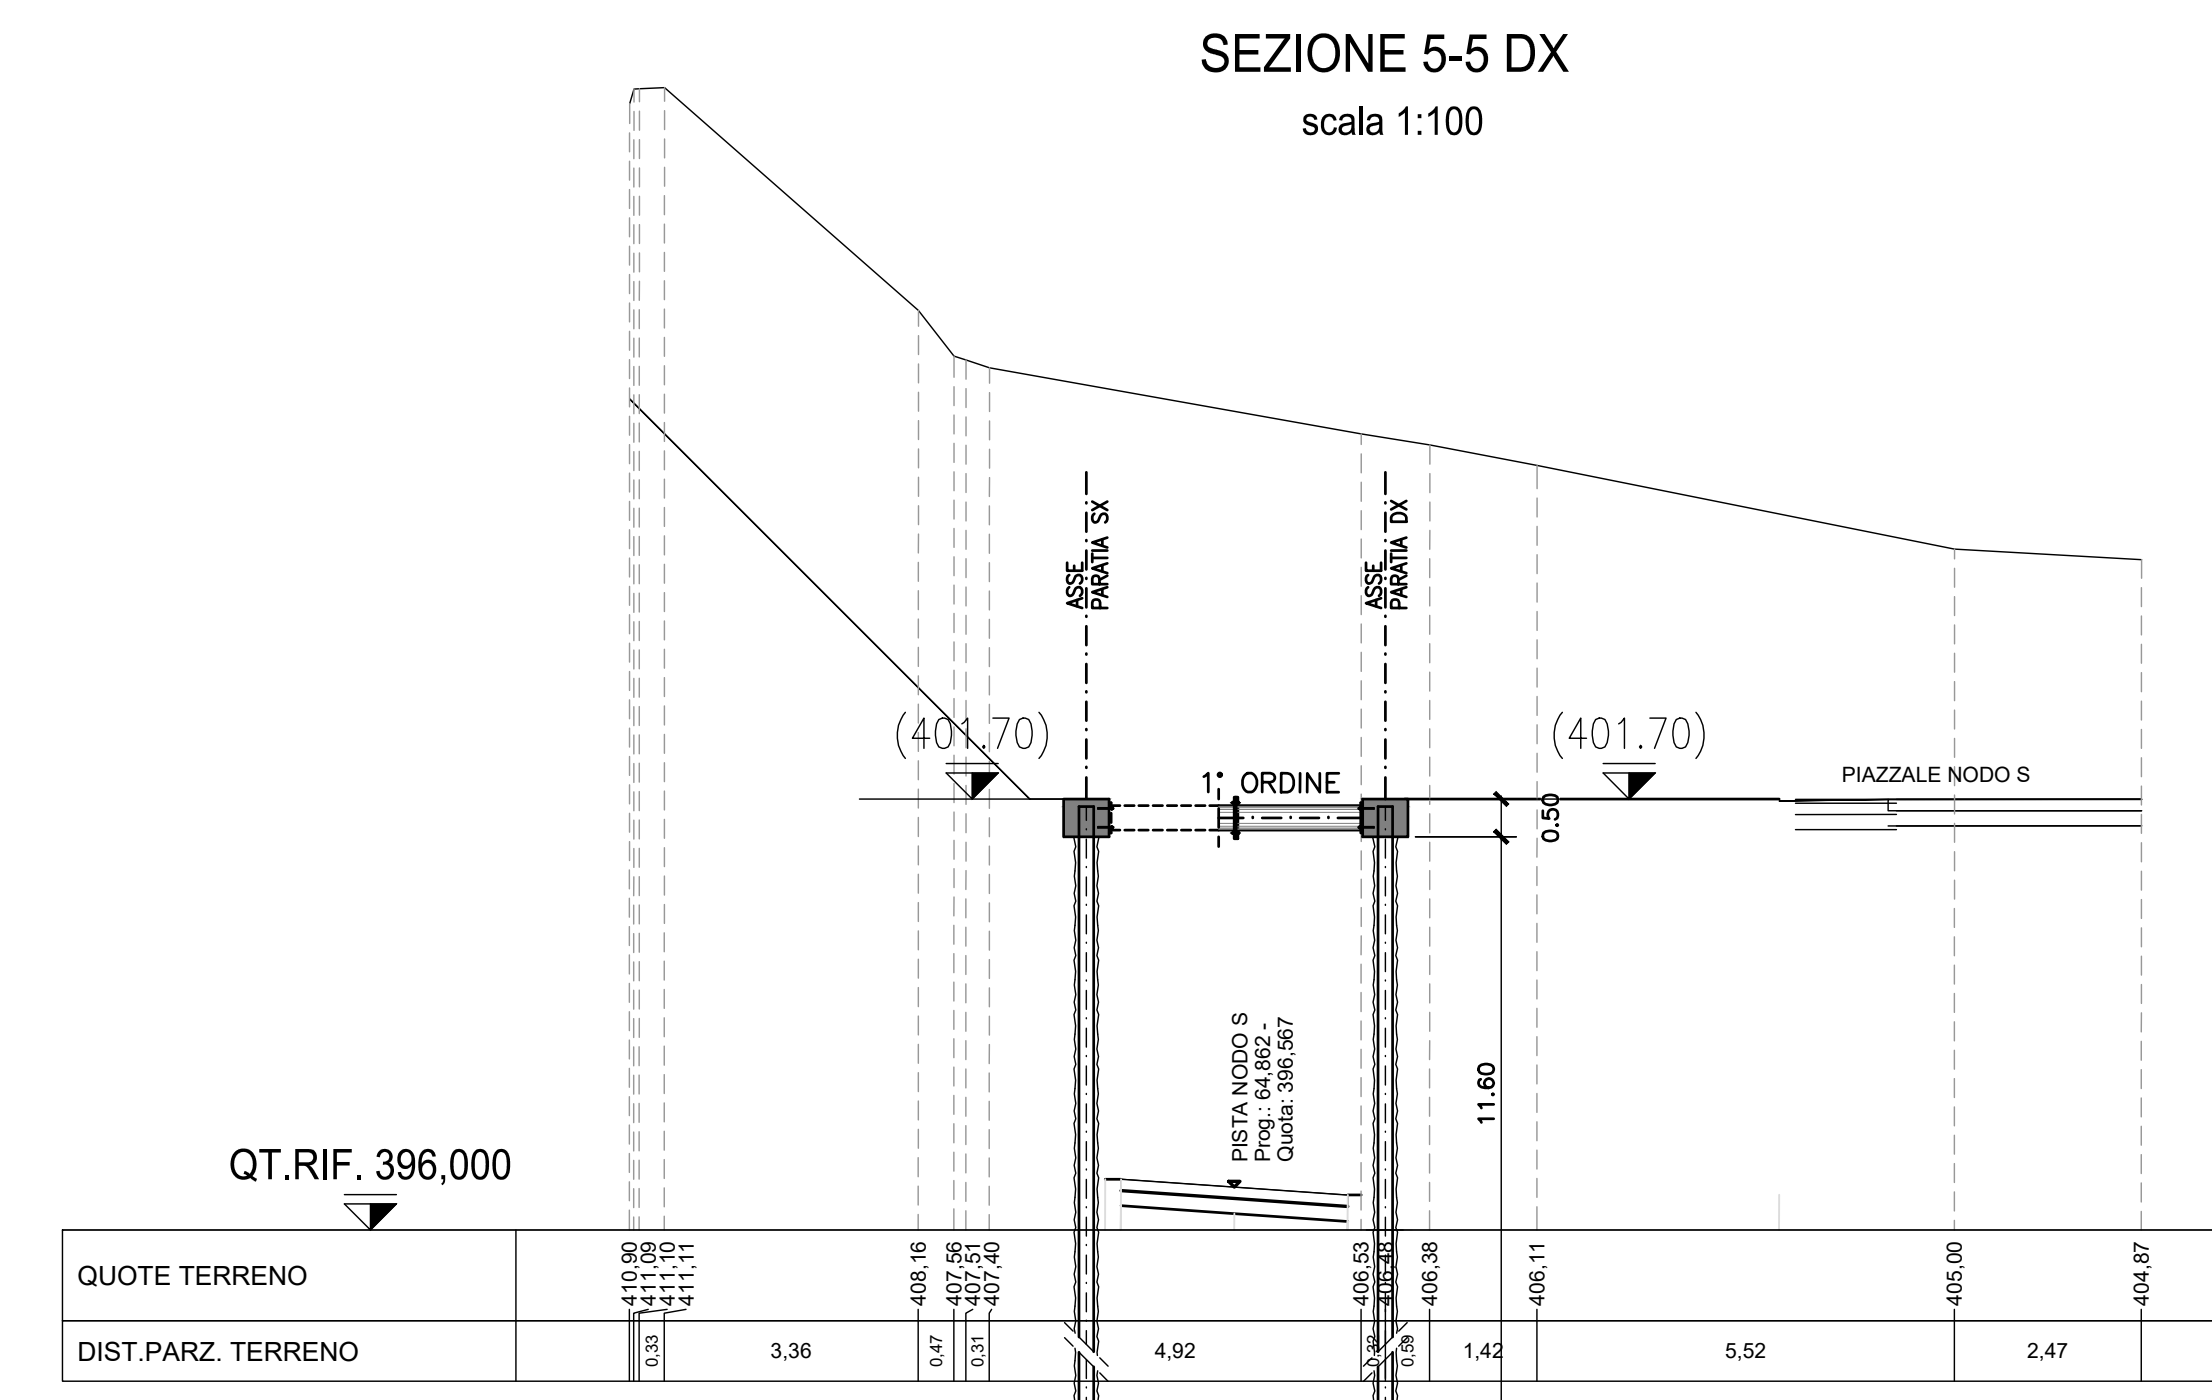 SEZIONE 5-5 DX
scala 1:100
ASSE
PARATIA SX
ASSE
PARATIA DX
(401.70)
(401.70)
1° ORDINE
PIAZZALE NODO S
0.50
PISTA NODO S
Prog.: 64,862 -
Quota: 396,567
11.60
QT.RIF. 396,000
QUOTE TERRENO
410,90
411,09
411,10
411,11
408,16
407,56
407,51
407,40
406,53
406,48
406,38
406,11
405,00
404,87
DIST.PARZ. TERRENO
0,33
3,36
0,47
0,31
4,92
0,59
1,42
5,52
2,47